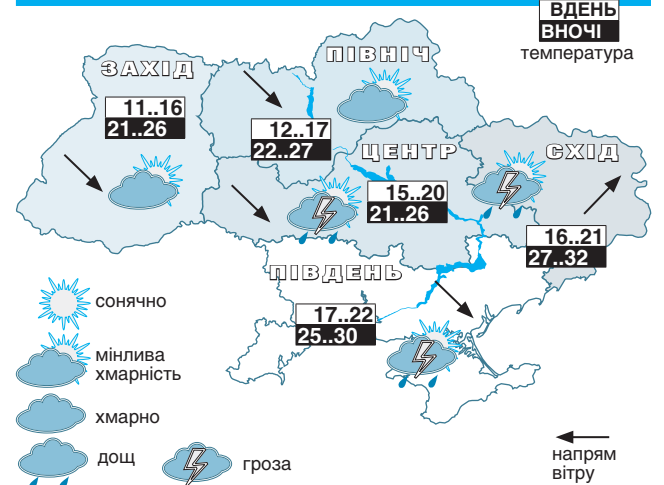 ВДЕНЬ
ВНОЧІ
температура
ПІВНІЧ
ЗАХІД
11..16
21..26
12..17
22..27
ЦЕНТР
СХІД
15..20
21..26
16..21
27..32
ПІВДЕНЬ
17..22
25..30
сонячно
мінлива
хмарність
хмарно
дощ
гроза
напрям
вітру